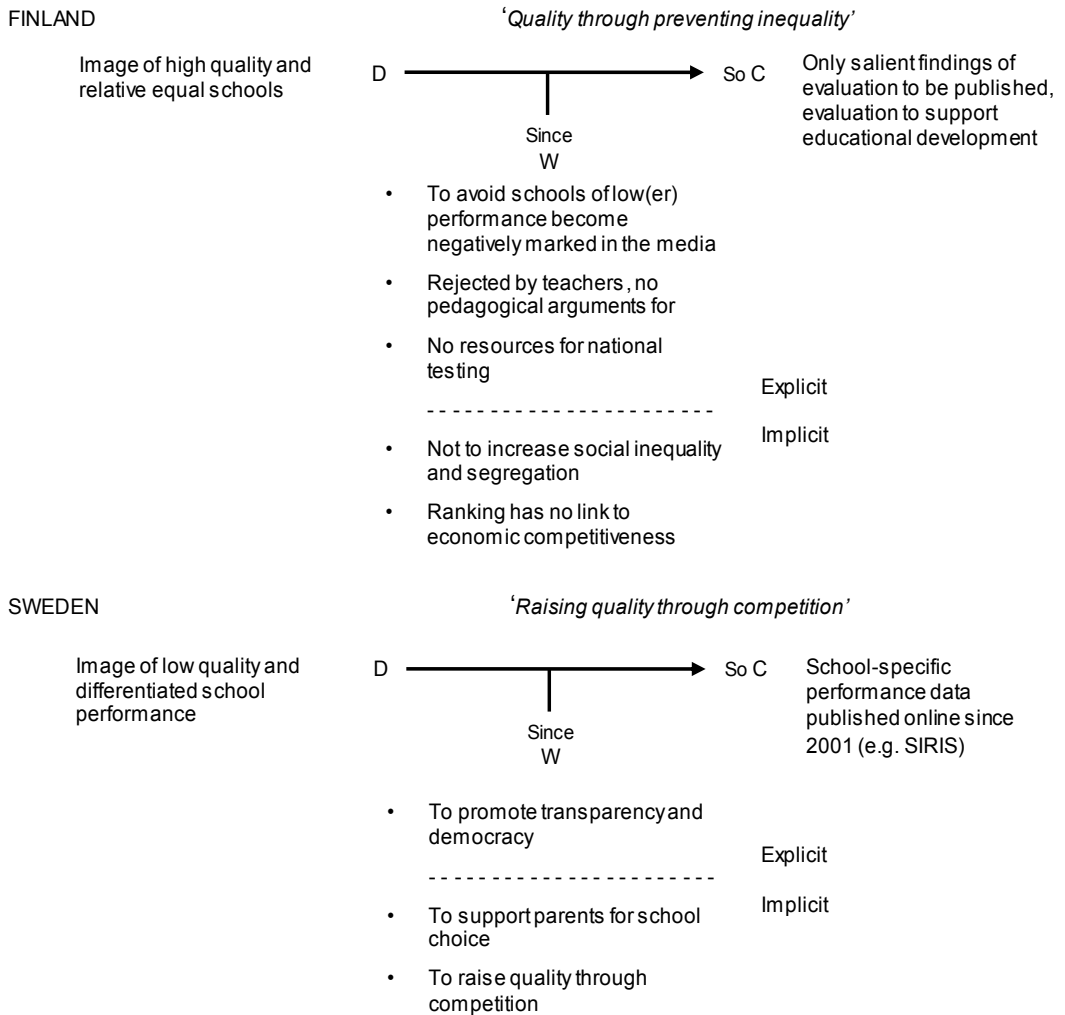 FINLAND
‘Quality through preventing inequality’
Image of high quality and
relative equal schools
D
So C
Only salient findings of
evaluation to be published,
evaluation to support
educational development
Since
W
• To avoid schools of low(er)
performance become
negatively marked in the media
• Rejected by teachers, no
pedagogical arguments for
• No resources for national
testing
Explicit
- - - - - - - - - - - - - - - - - - - - - - -
Implicit
• Not to increase social inequality
and segregation
• Ranking has no link to
economic competitiveness
SWEDEN
‘Raising quality through competition’
Image of low quality and
differentiated school
performance
D
So C
School-specific
performance data
published online since
2001 (e.g. SIRIS)
Since
W
• To promote transparency and
democracy
Explicit
- - - - - - - - - - - - - - - - - - - - - - -
Implicit
• To support parents for school
choice
• To raise quality through
competition